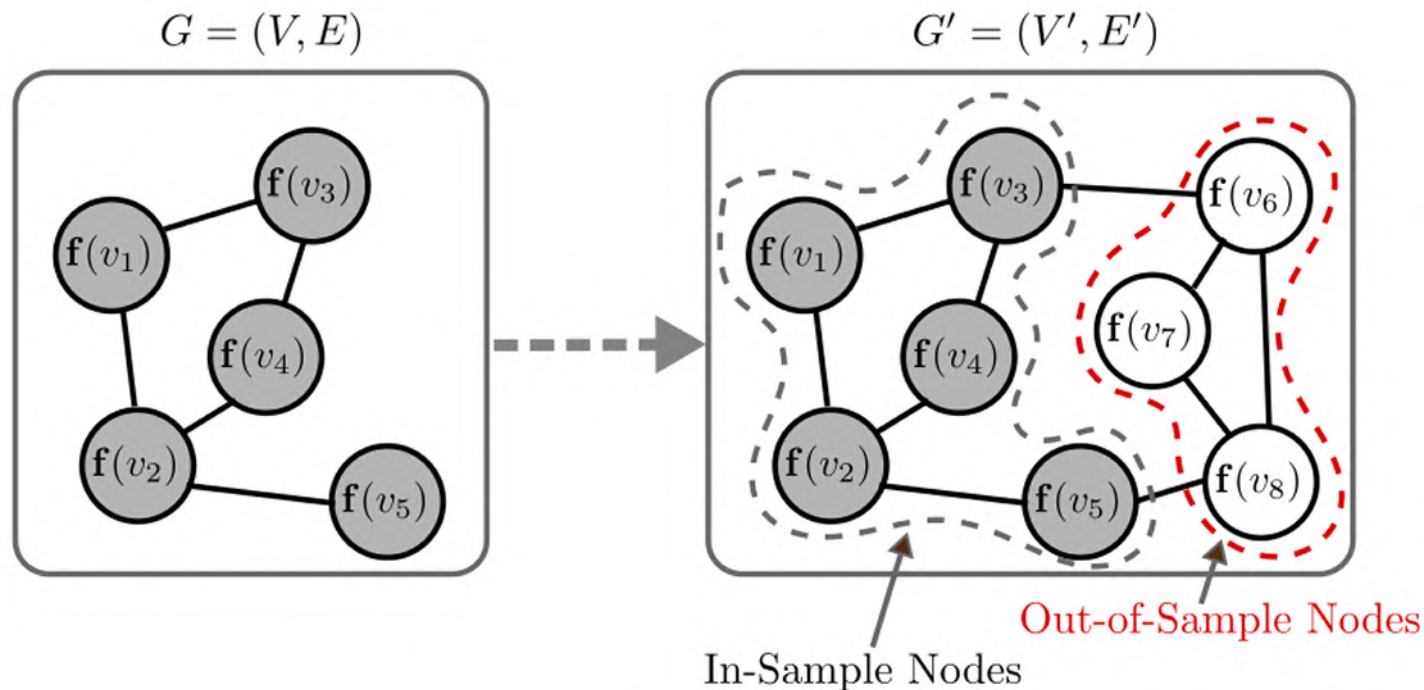 G = (V, E)
G′ = (V′, E′)
f(v₃)
f(v₁)
f(v₄)
f(v₂)
f(v₅)
f(v₃)
f(v₆)
f(v₁)
f(v₇)
f(v₄)
f(v₂)
f(v₅)
f(v₈)
Out-of-Sample Nodes
In-Sample Nodes